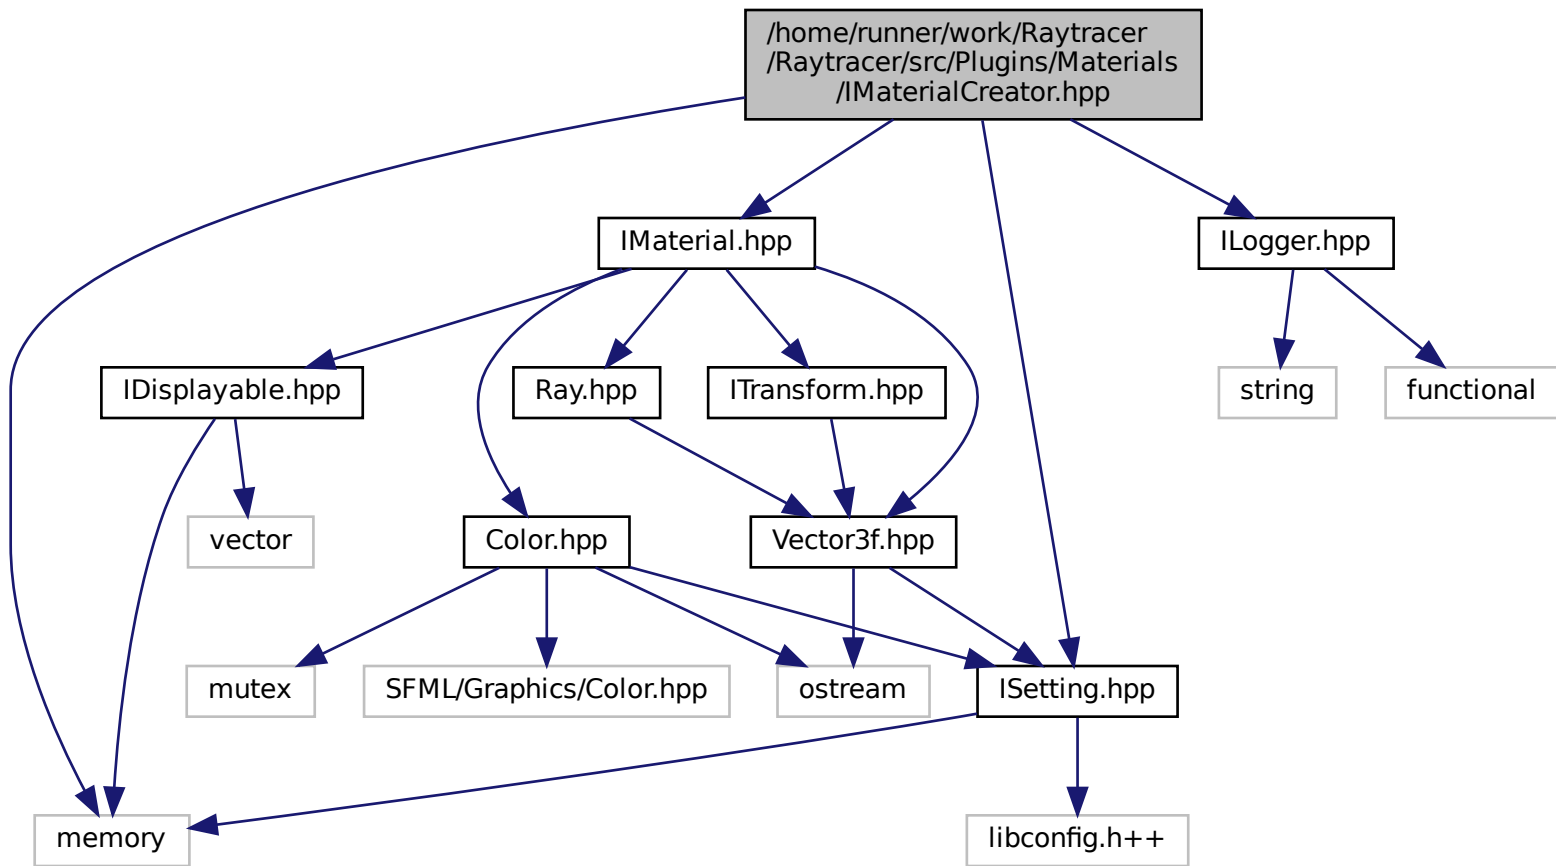 /home/runner/work/Raytracer
/Raytracer/src/Plugins/Materials
/IMaterialCreator.hpp
IMaterial.hpp
ILogger.hpp
IDisplayable.hpp
Ray.hpp
ITransform.hpp
string
functional
vector
Color.hpp
Vector3f.hpp
mutex
SFML/Graphics/Color.hpp
ostream
ISetting.hpp
memory
libconfig.h++